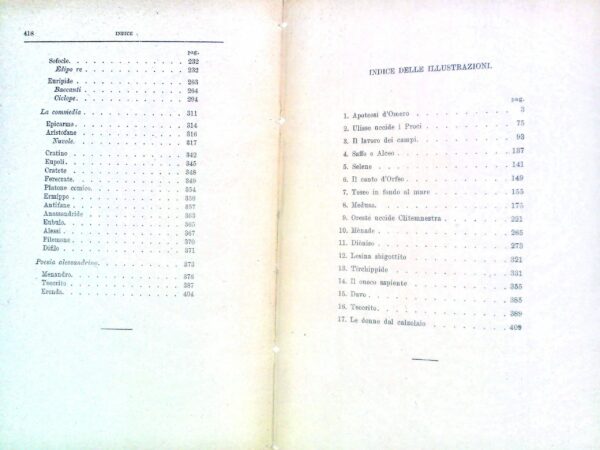 418 INDICE
pag.
Sofocle 232
Edipo re 232
Euripide 263
Baccanti 264
Ciclope 294
La commedia 311
Epicarmo 314
Aristofane 316
Nuvole 317
Cratino 342
Eupoli 345
Cratete 348
Ferecrate 350
Platone comico 354
Ermippo 356
Antifane 357
Anassandride 363
Eubulo 365
Alessi 367
Filemone 370
Difilo 371
Poesia alessandrina 373
Menandro 376
Teocrito 387
Eronda 404
INDICE DELLE ILLUSTRAZIONI.
pag.
1. Apoteosi d'Omero 3
2. Ulisse uccide i Proci 75
3. Il lavoro dei campi 93
4. Saffo e Alceo 137
5. Selene 141
6. Il canto d'Orfeo 149
7. Teseo in fondo al mare 155
8. Medusa 175
9. Oreste uccide Clitemnestra 221
10. Menade 265
11. Dioniso 273
12. Lesina sbigottito 321
13. Tirchippide 331
14. Il cuoco sapiente 355
15. Davo 385
16. Teocrito 389
17. Le donne dal calzolaio 409